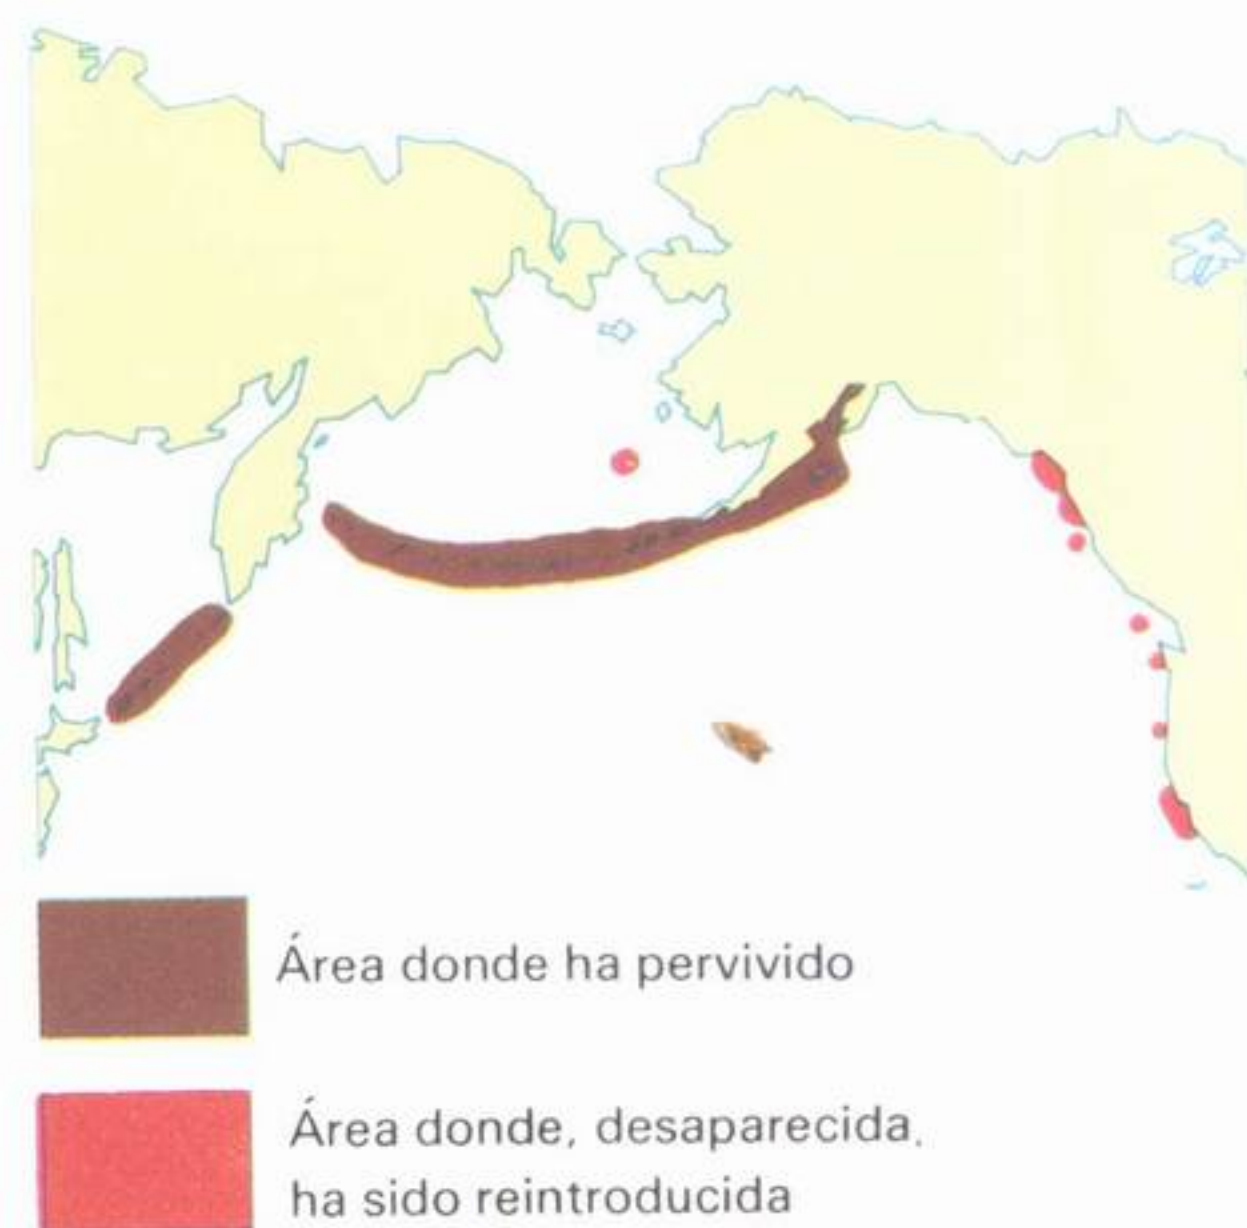 Área donde ha pervivido
Área donde, desaparecida,
ha sido reintroducida